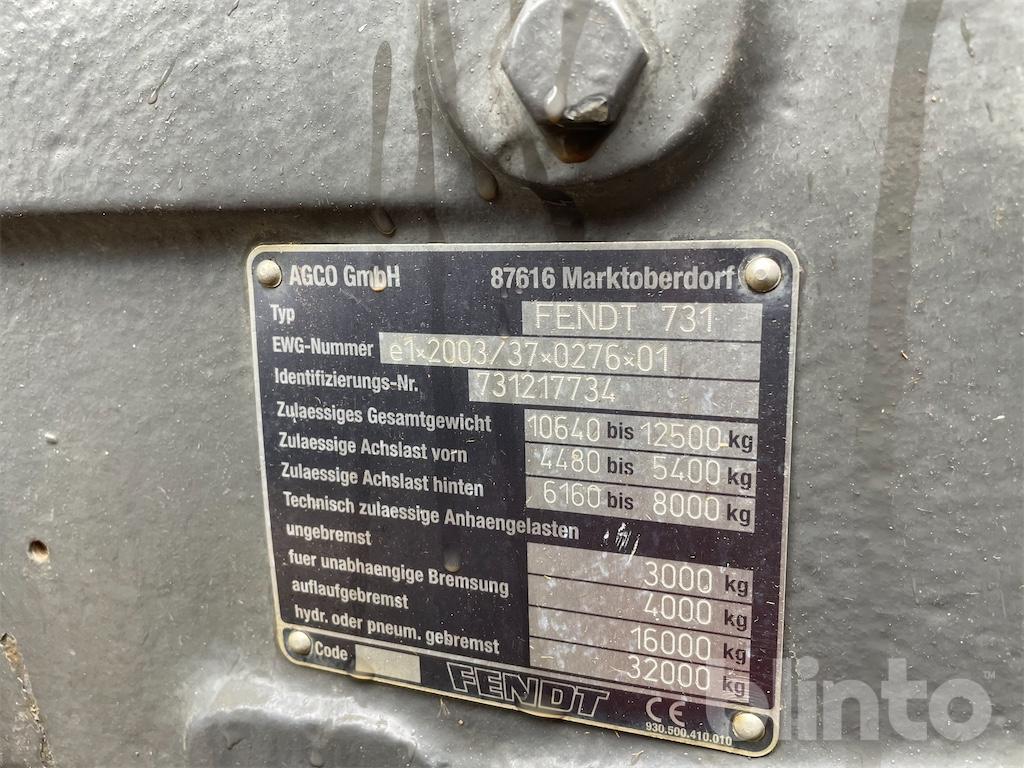 AGCO GmbH 87616 Marktoberdorf
Typ FENDT 731
EWG-Nummer e1*2003/37*0276*01
Identifizierungs-Nr. 731217734
Zulaessiges Gesamtgewicht 10640 bis 12500 kg
Zulaessige Achslast vorn 4480 bis 5400 kg
Zulaessige Achslast hinten 6160 bis 8000 kg
Technisch zulaessige Anhaengelasten
ungebremst 3000 kg
fuer unabhaengige Bremsung 4000 kg
auflaufgebremst 16000 kg
hydr. oder pneum. gebremst 32000 kg
Code FENDT CE
930.500.410.010
klinto™